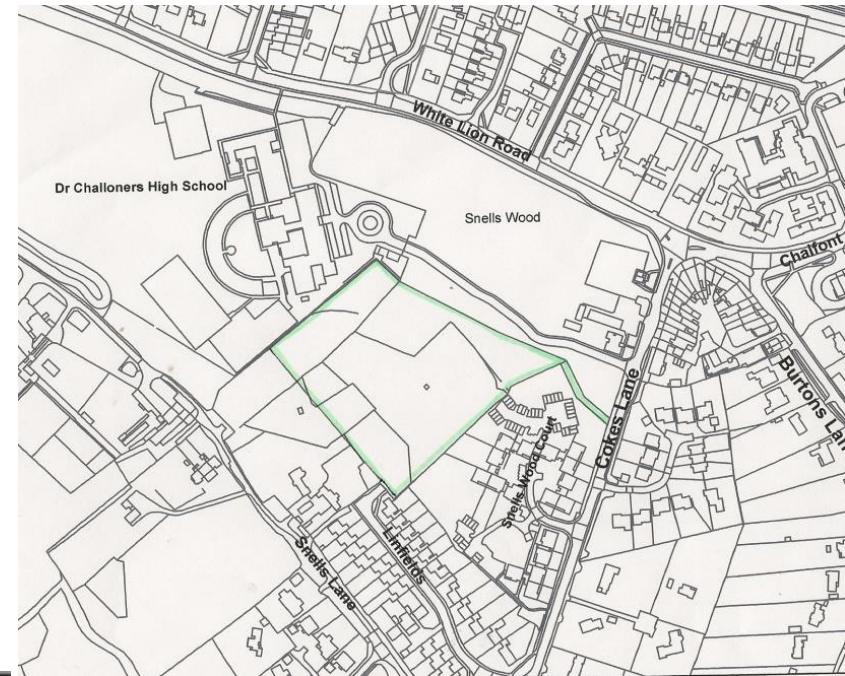 White Lion Road
Dr Challoners High School
Snells Wood
Chalfont
Burtons Lan
Cokes Lane
Snells Wood Court
Linfields
Snells Lane